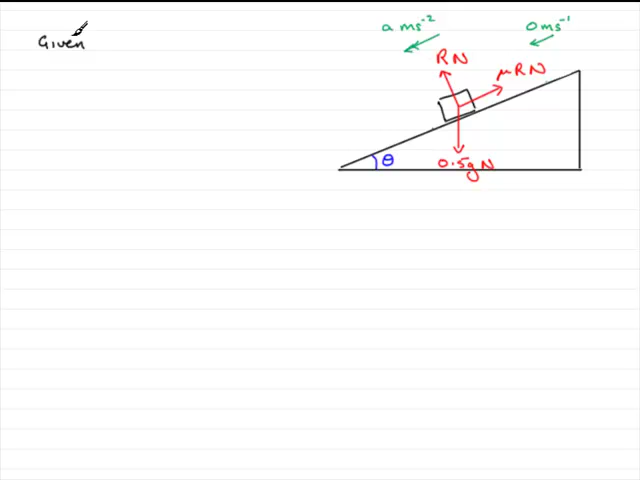 a ms⁻²
0 ms⁻¹
Given
R N
μR N
θ
0.5g N